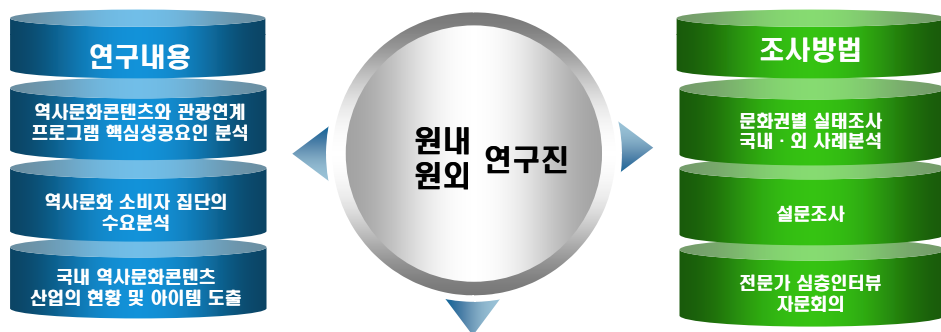 연구내용
역사문화콘텐츠와 관광연계
프로그램 핵심성공요인 분석
역사문화 소비자 집단의
수요분석
국내 역사문화콘텐츠
산업의 현황 및 아이템 도출
원내
원외
연구진
조사방법
문화권별 실태조사
국내 · 외 사례분석
설문조사
전문가 심층인터뷰
자문회의